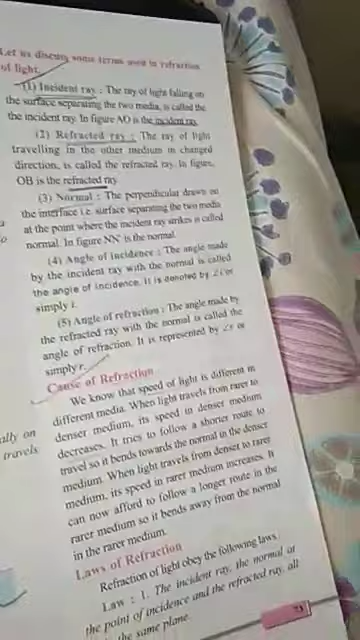 Let us discuss some terms used in refraction
of light.
(1) Incident ray : The ray of light falling on
the surface separating the two media, is called the
the incident ray. In figure AO is the incident ray.
(2) Refracted ray : The ray of light
travelling in the other medium in changed
direction, is called the refracted ray. In figure,
OB is the refracted ray.
(3) Normal : The perpendicular drawn on
the interface i.e. surface separating the two media
at the point where the incident ray strikes is called
normal. In figure NN' is the normal.
(4) Angle of incidence : The angle made
by the incident ray with the normal is called
the angle of incidence. It is denoted by ∠i or
simply i.
(5) Angle of refraction : The angle made by
the refracted ray with the normal is called the
angle of refraction. It is represented by ∠r or
simply r.
Cause of Refraction
We know that speed of light is different in
different media. When light travels from rarer to
denser medium, its speed in denser medium
decreases. It tries to follow a shorter route to
travel so it bends towards the normal in the denser
medium. When light travels from denser to rarer
medium, its speed in rarer medium increases. It
can now afford to follow a longer route in the
rarer medium so it bends away from the normal
in the rarer medium.
ally on
travels
Laws of Refraction
Refraction of light obey the following laws.
Law : 1. The incident ray, the normal at
the point of incidence and the refracted ray, all
the same plane.